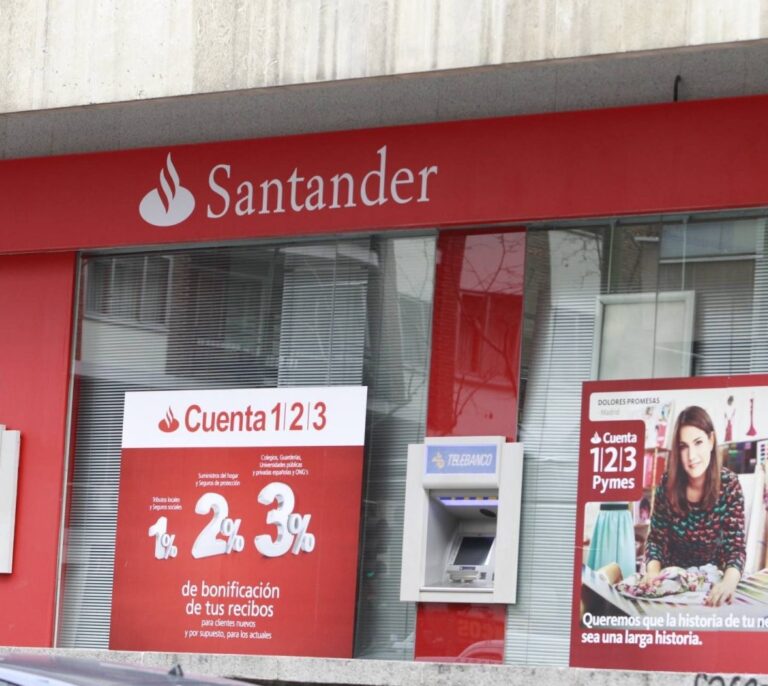 Santander
Cuenta 1|2|3
Colegios, Guarderías,
Universidades públicas
y privadas españolas y ONG's
Suministros del hogar
y Seguros de protección
Tributos locales
y Seguros sociales
1% 2% 3%
de bonificación
de tus recibos
para clientes nuevos
y por supuesto, para los actuales
TELEBANCO
DOLORES PROMESAS
Madrid
Cuenta
1|2|3
Pymes
Queremos que la historia de tu
sea una larga historia.